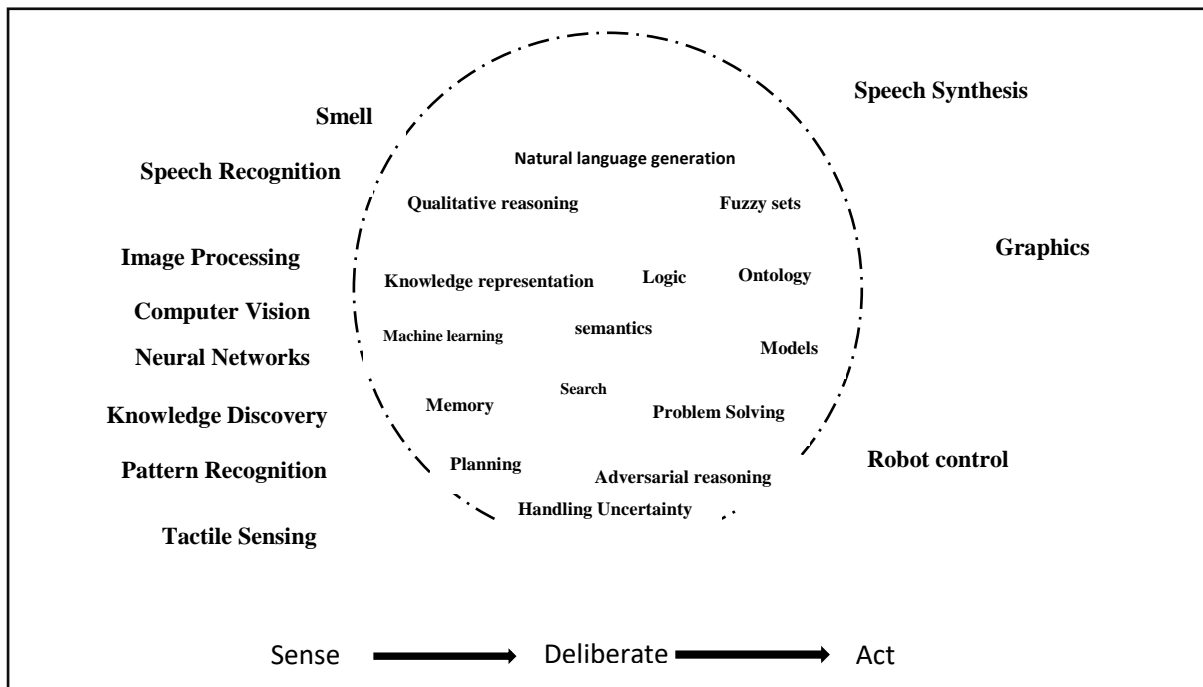 Speech Synthesis
Smell
Natural language generation
Speech Recognition
Qualitative reasoning
Fuzzy sets
Graphics
Image Processing
Knowledge representation
Logic
Ontology
Computer Vision
Machine learning
semantics
Models
Neural Networks
Search
Memory
Problem Solving
Knowledge Discovery
Planning
Robot control
Pattern Recognition
Adversarial reasoning
Handling Uncertainty
Tactile Sensing
Sense
Deliberate
Act